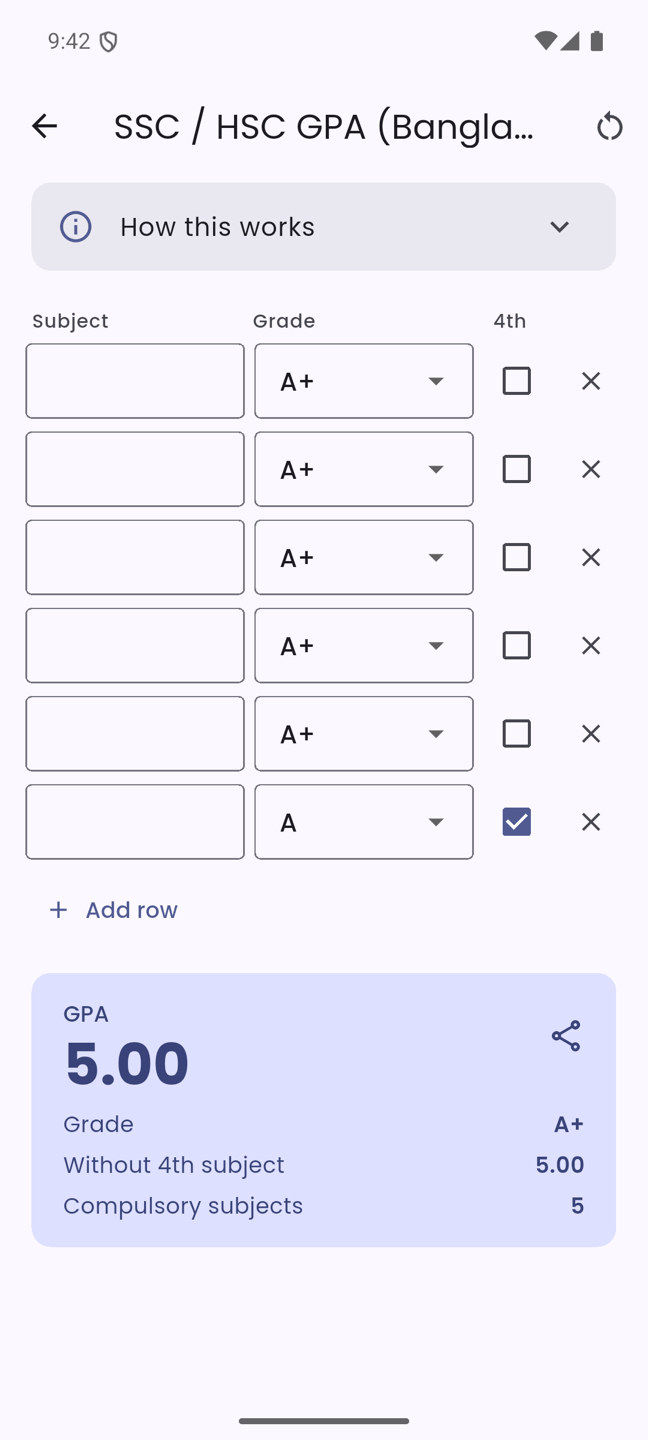 9:42
SSC / HSC GPA (Bangla...
How this works
Subject Grade 4th
A+
A+
A+
A+
A+
A
+ Add row
GPA
5.00
Grade A+
Without 4th subject 5.00
Compulsory subjects 5